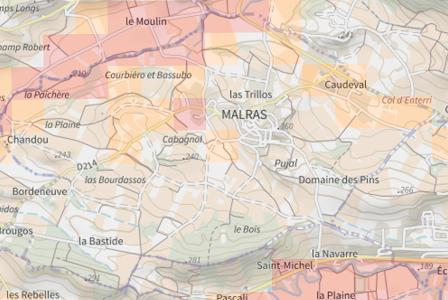 le Moulin
Champ Robert
la Paichère
Courbiéro et Bassubo
las Trillos
Caudeval
Col d'Enterri
la Plaine
MALRAS
Chandou
Cabagnol
.243
.240
D214
Pujal
las Bourdassos
Domaine des Pins
Bordeneuve
.266
le Bois
la Bastide
la Navarre
.281
Saint-Michel
.189
les Rebelles
Pascali
la Plaine